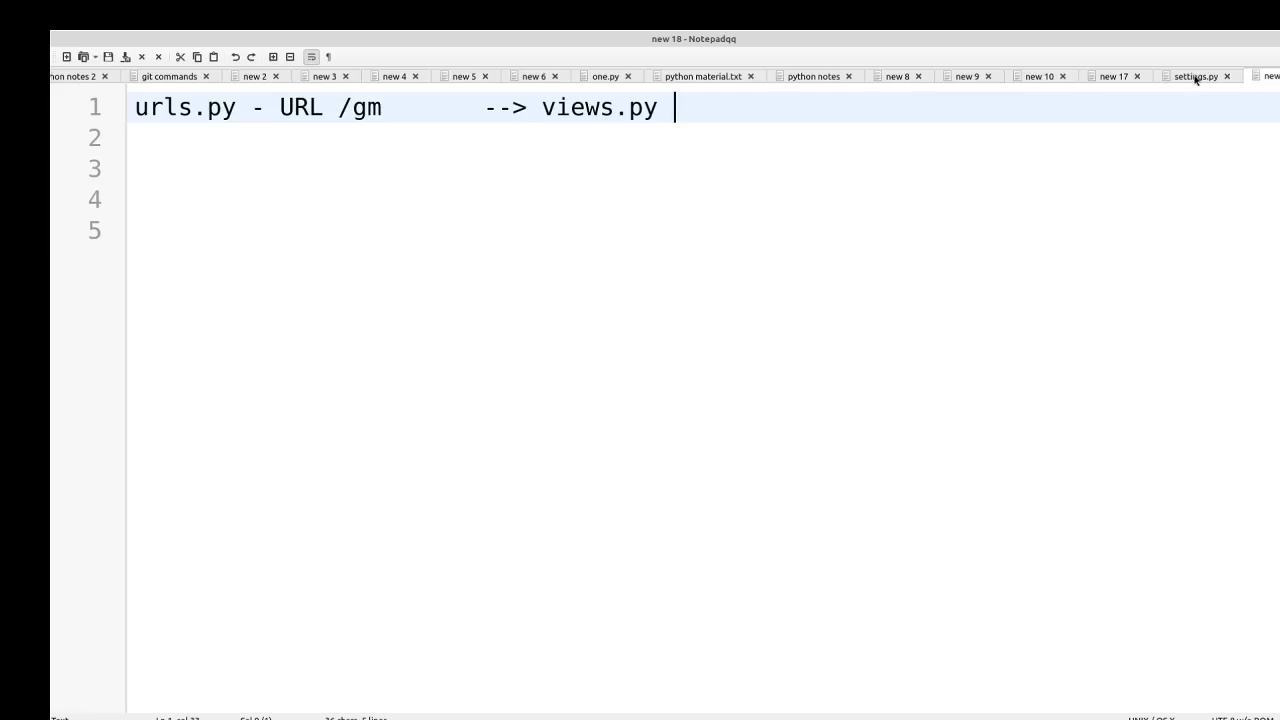 new 18 - Notepadqq
hon notes 2 git commands new 2 new 3 new 4 new 5 new 6 one.py python material.txt python notes new 8 new 9 new 10 new 17 settings.py new
1 urls.py - URL /gm --> views.py
2
3
4
5